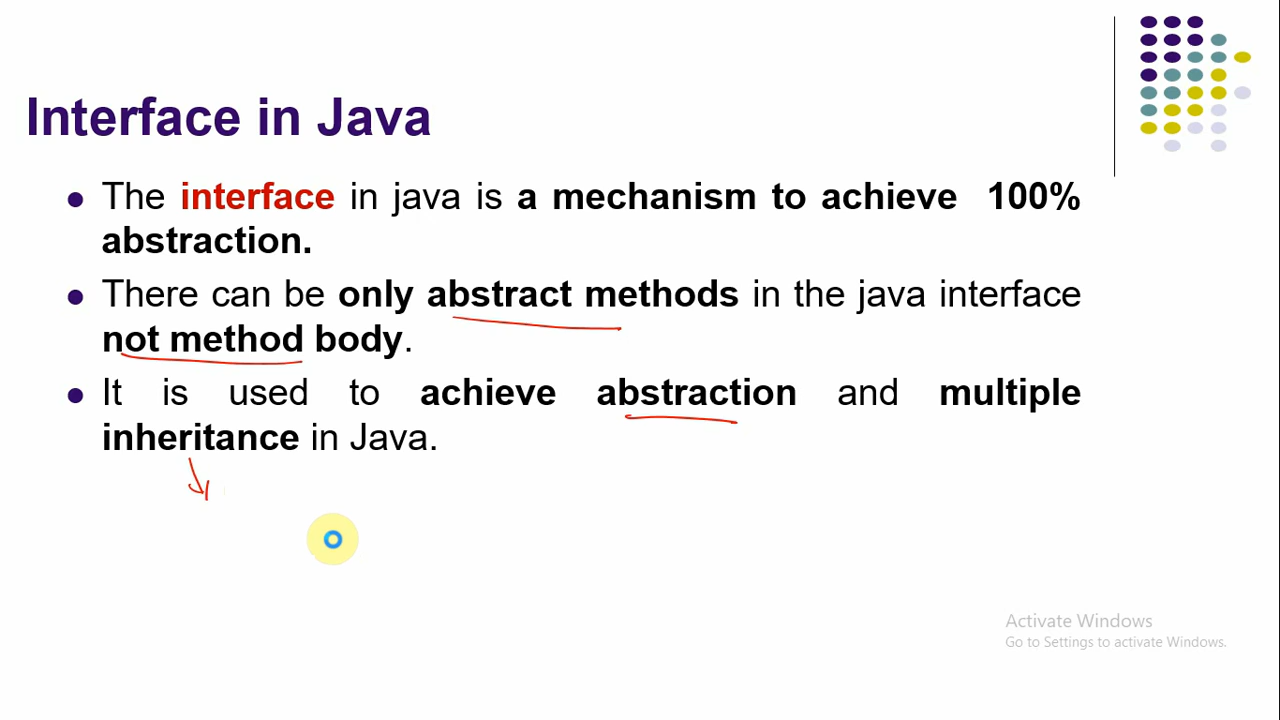 Interface in Java
The interface in java is a mechanism to achieve 100%
abstraction.
There can be only abstract methods in the java interface
not method body.
It is used to achieve abstraction and multiple
inheritance in Java.
Activate Windows
Go to Settings to activate Windows.